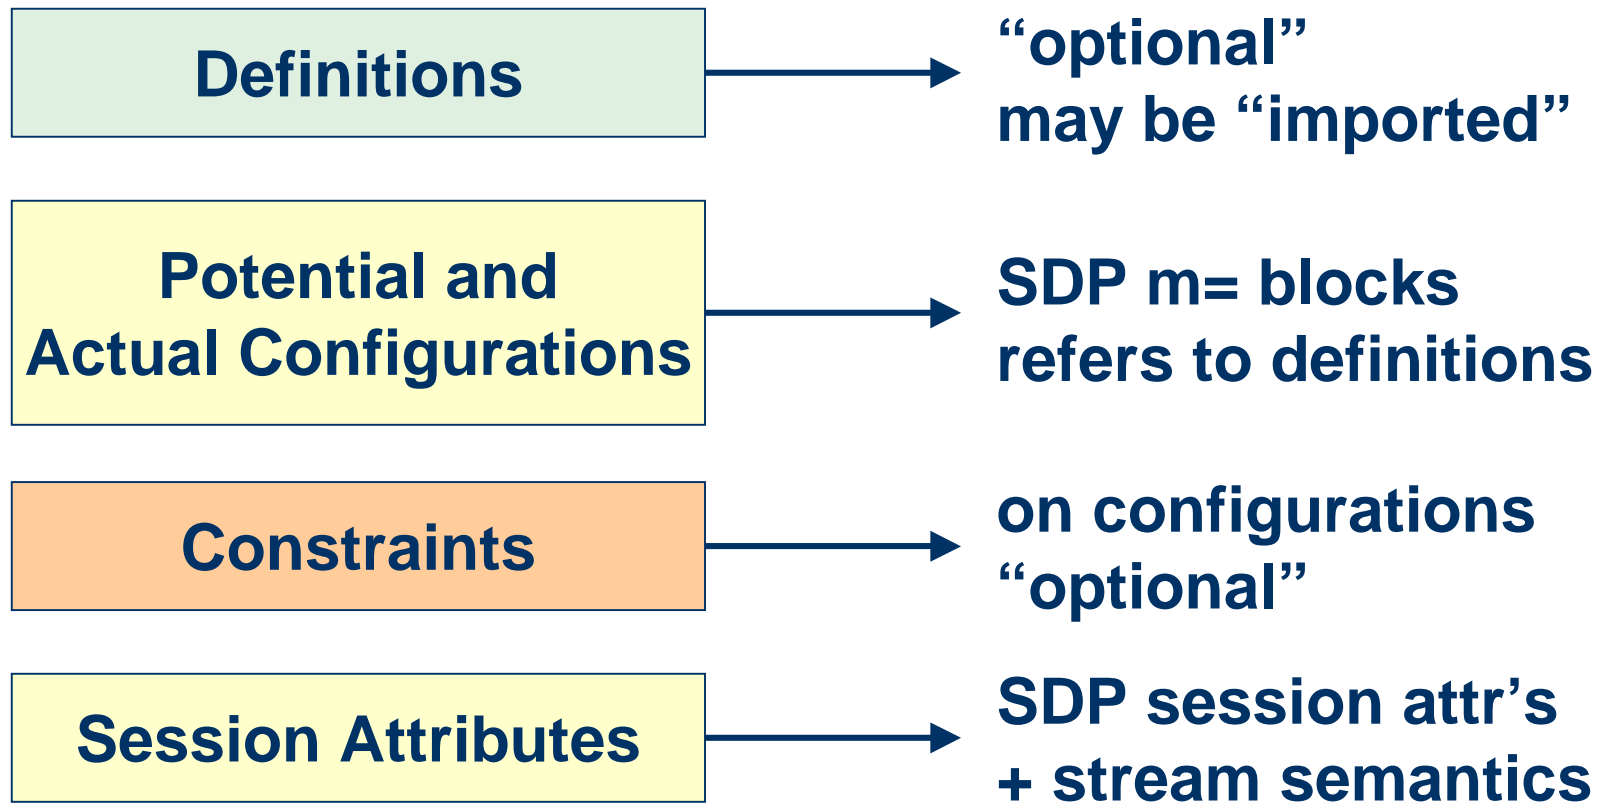 Definitions
“optional”
may be “imported”
Potential and
Actual Configurations
SDP m= blocks
refers to definitions
Constraints
on configurations
“optional”
Session Attributes
SDP session attr’s
+ stream semantics